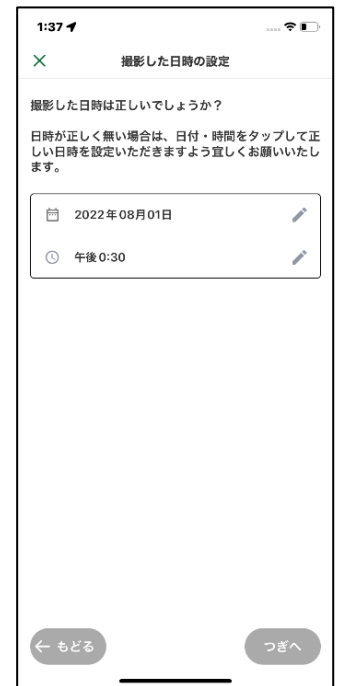 1:37
撮影した日時の設定
撮影した日時は正しいでしょうか？
日時が正しく無い場合は、日付・時間をタップして正
しい日時を設定いただきますよう宜しくお願いいたし
ます。
2022年08月01日
午後0:30
もどる
つぎへ